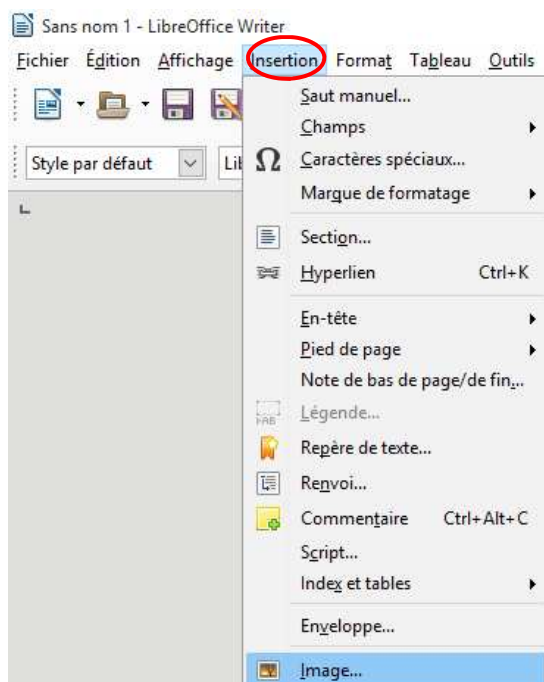 Sans nom 1 - LibreOffice Writer
Fichier Édition Affichage Insertion Format Tableau Outils
Saut manuel...
Champs
Style par défaut Lib
Ω Caractères spéciaux...
Marque de formatage
Section...
Hyperlien Ctrl+K
En-tête
Pied de page
Note de bas de page/de fin...
Légende...
Repère de texte...
Renvoi...
Commentaire Ctrl+Alt+C
Script...
Index et tables
Enveloppe...
Image...